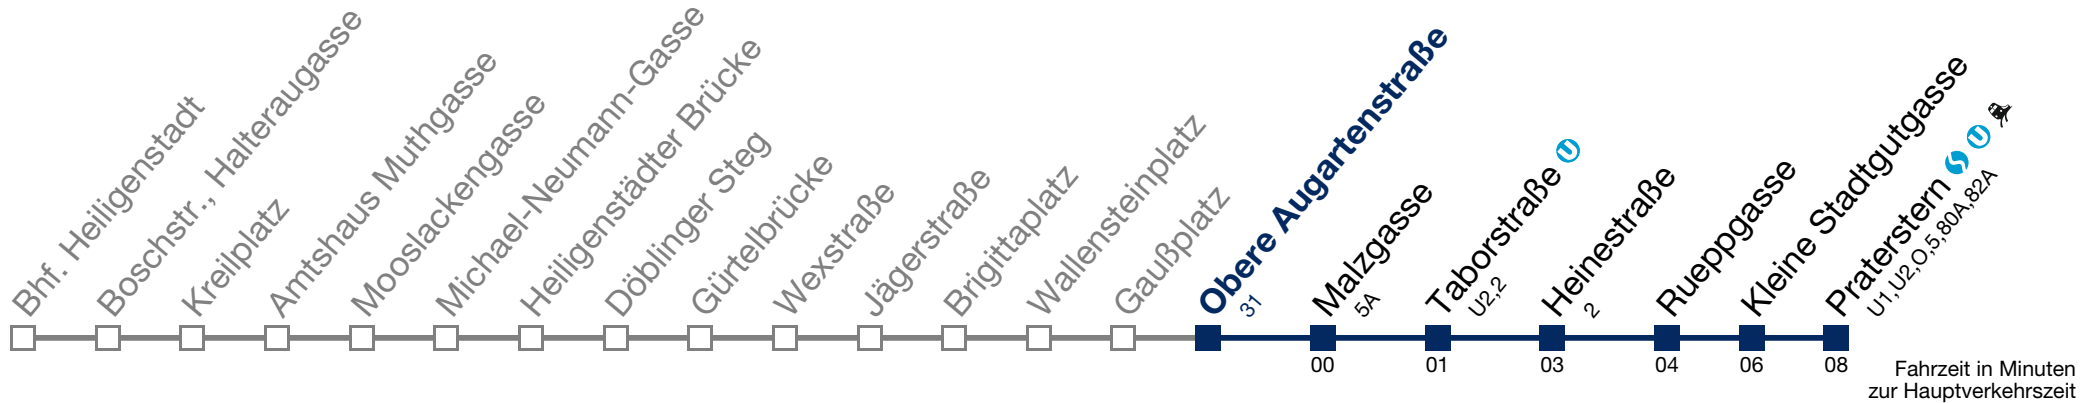 Bhf. Heiligenstadt
Boschstr., Halteraugasse
Kreilplatz
Amtshaus Muthgasse
Mooslackengasse
Michael-Neumann-Gasse
Heiligenstädter Brücke
Döblinger Steg
Gürtelbrücke
Wexstraße
Jägerstraße
Brigittaplatz
Wallensteinplatz
Gaußplatz
Obere Augartenstraße
31
Malzgasse
5A
Taborstraße U
U2,2
Heinestraße
2
Rueppgasse
Kleine Stadtgutgasse
Praterstern S U
U1,U2,O,5,80A,82A
00
01
03
04
06
08
Fahrzeit in Minuten
zur Hauptverkehrszeit